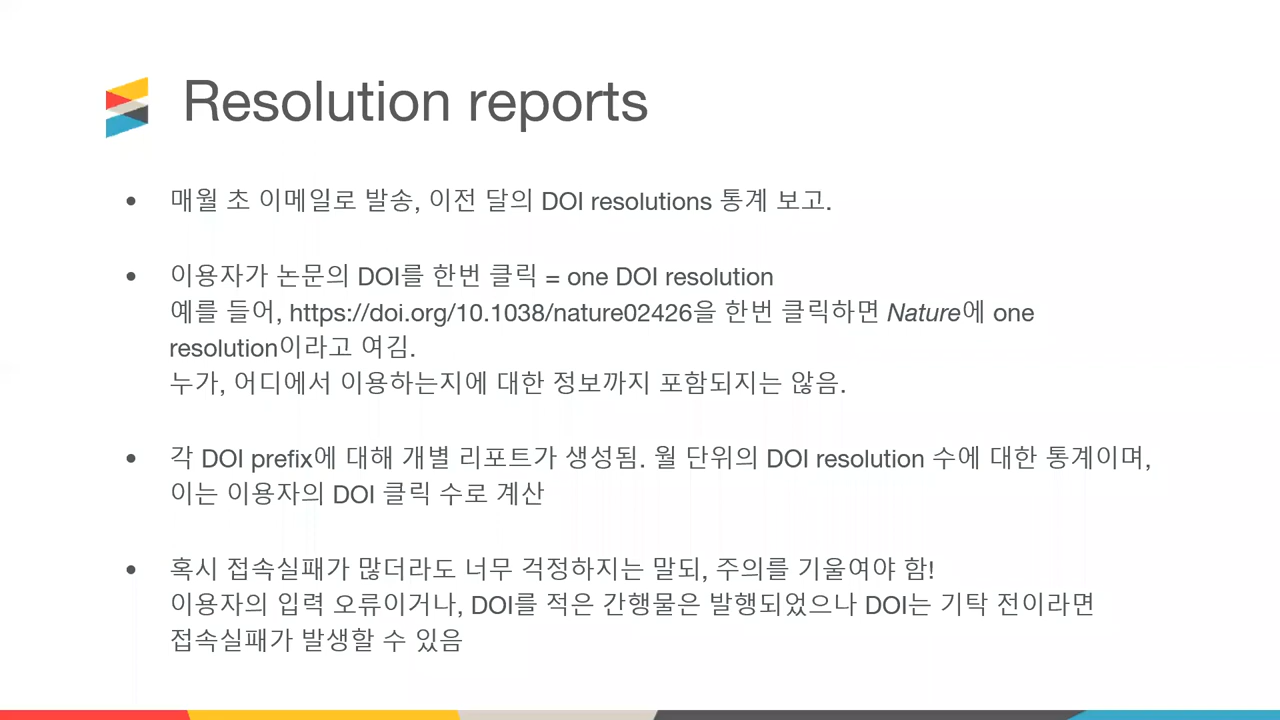 Resolution reports
• 매월 초 이메일로 발송, 이전 달의 DOI resolutions 통계 보고.
• 이용자가 논문의 DOI를 한번 클릭 = one DOI resolution
예를 들어, https://doi.org/10.1038/nature02426을 한번 클릭하면 Nature에 one
resolution이라고 여김.
누가, 어디에서 이용하는지에 대한 정보까지 포함되지는 않음.
• 각 DOI prefix에 대해 개별 리포트가 생성됨. 월 단위의 DOI resolution 수에 대한 통계이며,
이는 이용자의 DOI 클릭 수로 계산
• 혹시 접속실패가 많더라도 너무 걱정하지는 말되, 주의를 기울여야 함!
이용자의 입력 오류이거나, DOI를 적은 간행물은 발행되었으나 DOI는 기탁 전이라면
접속실패가 발생할 수 있음